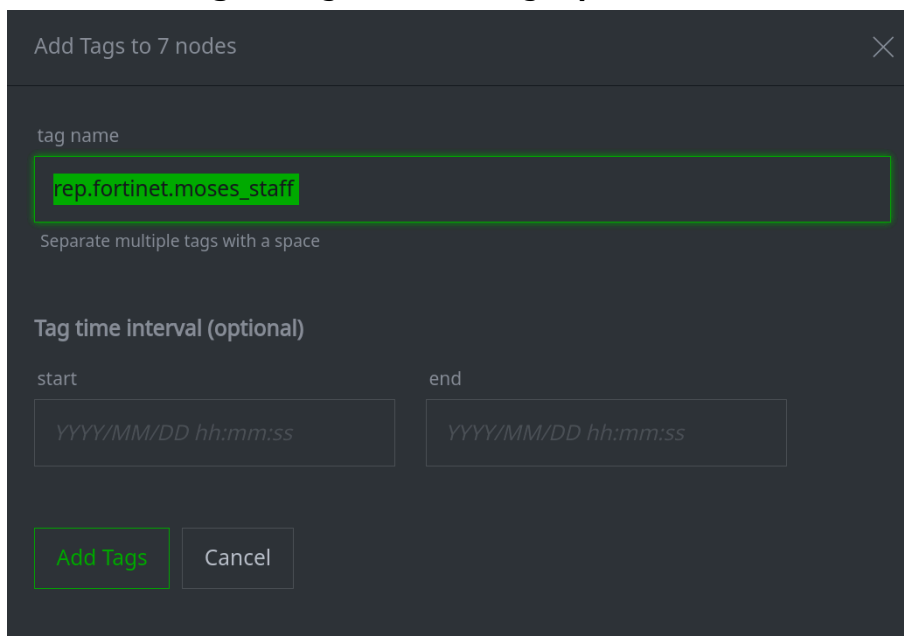 Add Tags to 7 nodes
tag name
rep.fortinet.moses_staff
Separate multiple tags with a space
Tag time interval (optional)
start end
YYYY/MM/DD hh:mm:ss YYYY/MM/DD hh:mm:ss
Add Tags Cancel